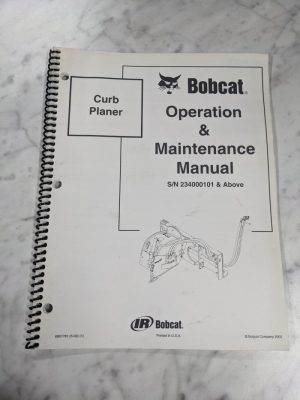 Bobcat®
Curb
Planer
Operation
&
Maintenance
Manual
S/N 234000101 & Above
IR Bobcat®
Printed in U.S.A.